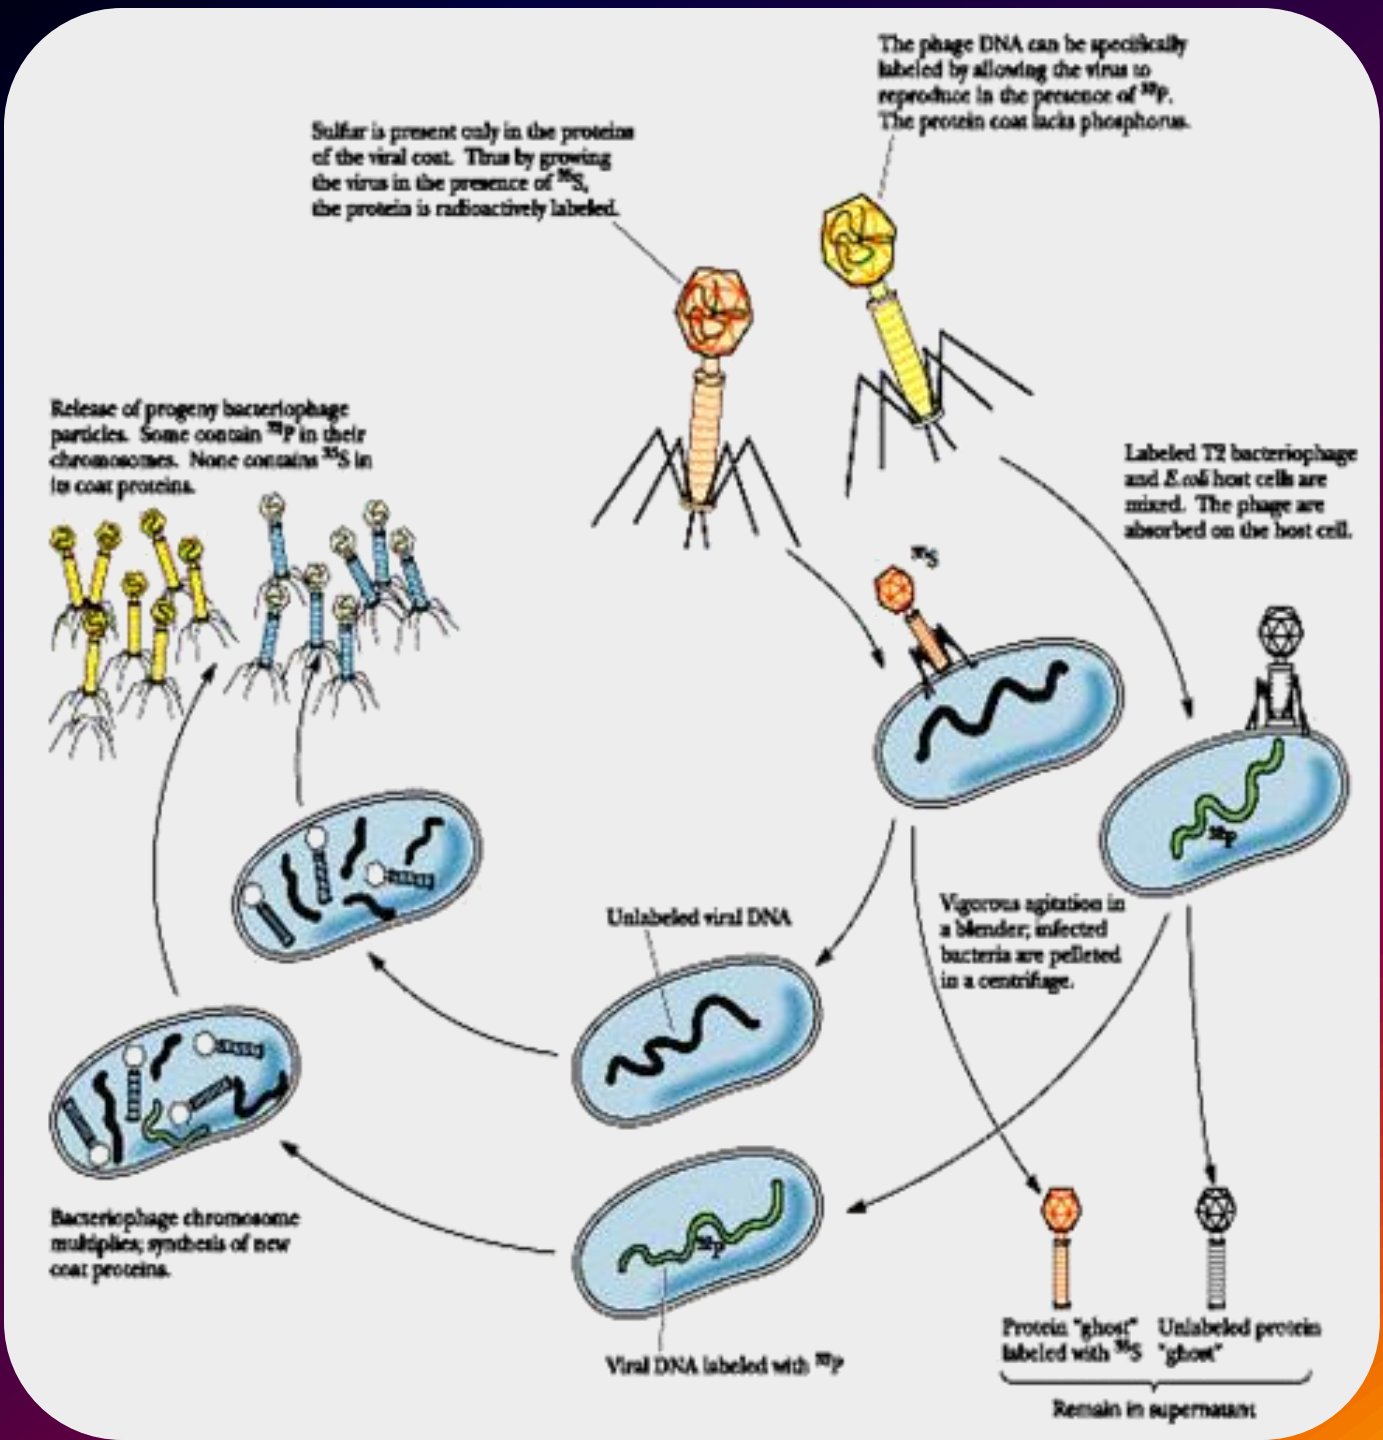 The phage DNA can be specifically
labeled by allowing the virus to
reproduce in the presence of ³²P.
The protein coat lacks phosphorus.
Sulfur is present only in the proteins
of the viral coat. Thus by growing
the virus in the presence of ³⁵S,
the protein is radioactively labeled.
Release of progeny bacteriophage
particles. Some contain ³²P in their
chromosomes. None contains ³⁵S in
its coat proteins.
Labeled T2 bacteriophage
and E.coli host cells are
mixed. The phage are
absorbed on the host cell.
³⁵S
³²P
Vigorous agitation in
a blender; infected
bacteria are pelleted
in a centrifuge.
Unlabeled viral DNA
³²P
Bacteriophage chromosome
multiplies; synthesis of new
coat proteins.
Viral DNA labeled with ³²P
Protein "ghost"
labeled with ³⁵S
Unlabeled protein
"ghost"
Remain in supernatant